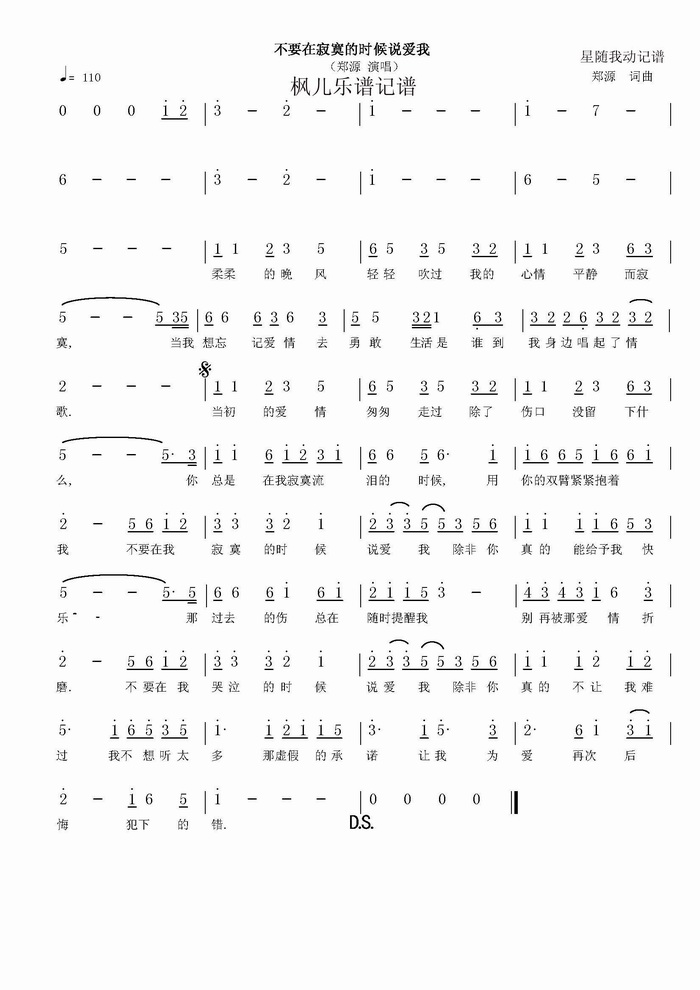 不要在寂寞的时候说爱我
（郑源 演唱）
星随我动记谱
♩= 110
枫儿乐谱记谱
郑源 词曲
0 0 0 1 2 | 3 - 2 - | 1 - - - | 1 - 7 - |
6 - - - | 3 - 2 - | 1 - - - | 6 - 5 - |
5 - - - | 1 1 2 3 5 | 6 5 3 5 3 2 | 1 1 2 3 6 3 |
柔柔 的晚 风 轻轻 吹过 我的 心情 平静 而寂
5 - - 5 35 | 6 6 6 3 6 6 | 5 5 321 6 3 | 3 2 2 6 3 2 3 2 |
寞, 当我 想忘 记爱 情 去 勇敢 生活是 谁到 我身边唱起了情
2 - - - | 1 1 2 3 5 | 6 5 3 5 3 2 | 1 1 2 3 6 3 |
歌. 当初 的爱 情 匆匆 走过 除了 伤口 没留 下什
5 - - 5· 3 | 1 1 6 1 2 3 1 | 6 5 6· 1 | 1 6 6 5 1 6 6 5 |
么, 你 总是 在我寂寞流 泪的 时候, 用 你的双臂紧紧抱着
2 - 5 6 1 2 | 3 3 3 2 1 | 2 3 3 5 5 3 5 6 | 1 1 1 6 5 3 |
我 不要在我 寂寞 的时 候 说爱 我 除非你 真的 能给予我 快
5 - - 5· 5 | 6 6 6 1 6 1 | 2 1 5 3 - | 4 3 4 3 1 6 3 |
乐 - - 那 过去 的伤 总在 随时提醒我 别 再被那爱 情 折
2 - 5 6 1 2 | 3 3 3 2 1 | 2 3 3 5 5 3 5 6 | 1 1 1 2 1 2 |
磨. 不要在我 哭泣 的时 候 说爱 我 除非你 真的 不让 我难
5· 1 6 5 3 5 | 1· 1 2 1 1 5 | 3· 1 5· 1 | 2· 6 1 3 1 |
过 我不想听太 多 那虚假的承 诺 让我 为 爱 再次 后
2 - 1 6 5 | 1 - - - | 0 0 0 0 ‖
悔 犯下 的 错. D.S.